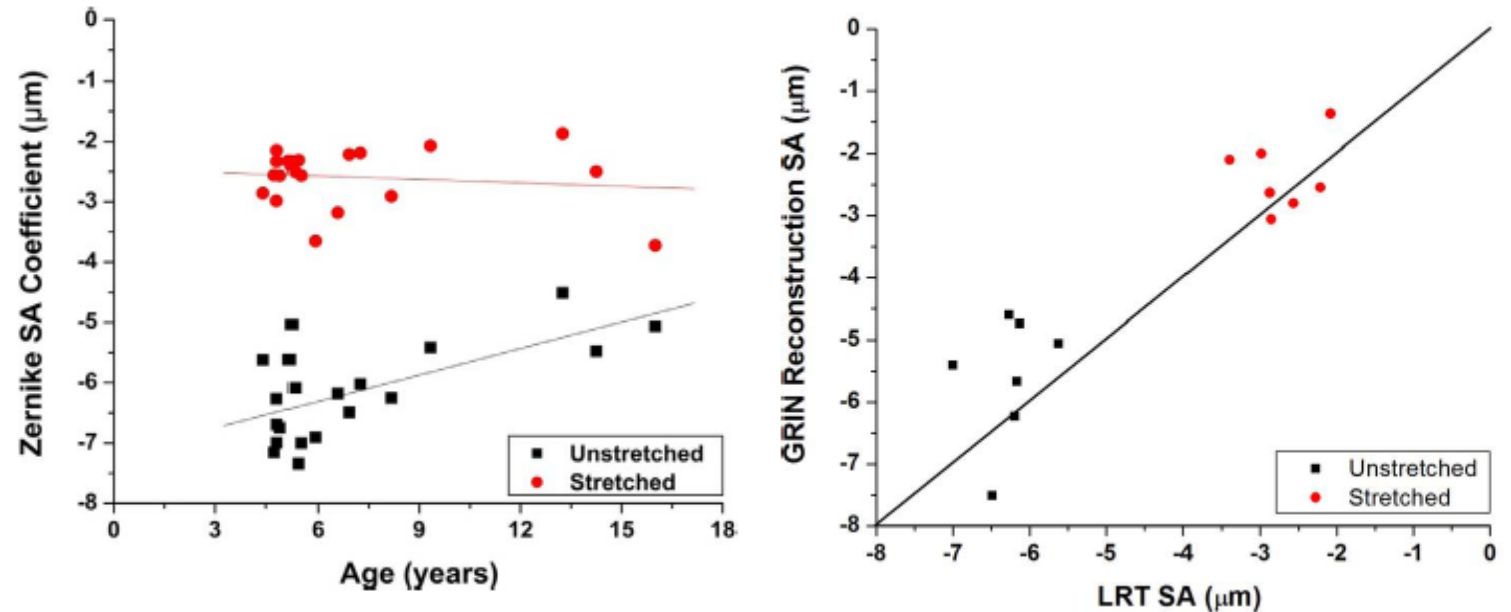 0
-1
-2
-3
-4
-5
-6
-7
-8
Zernike SA Coefficient (µm)
0 3 6 9 12 15 18
Age (years)
Unstretched
Stretched
0
-1
-2
-3
-4
-5
-6
-7
-8
GRIN Reconstruction SA (µm)
-8 -7 -6 -5 -4 -3 -2 -1 0
LRT SA (µm)
Unstretched
Stretched